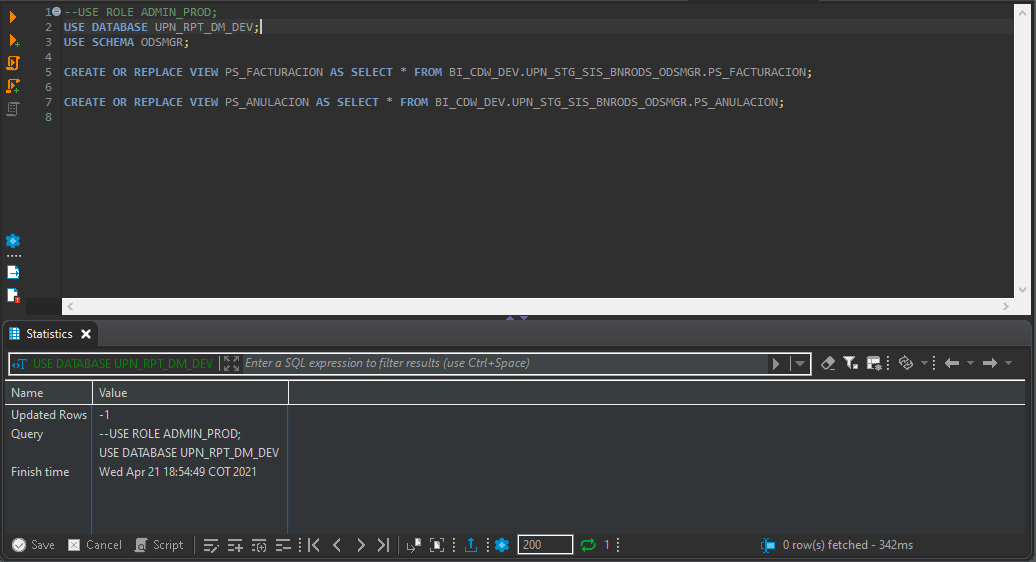 1 --USE ROLE ADMIN_PROD;
2 USE DATABASE UPN_RPT_DM_DEV;
3 USE SCHEMA ODSMGR;
4
5 CREATE OR REPLACE VIEW PS_FACTURACION AS SELECT * FROM BI_CDW_DEV.UPN_STG_SIS_BNRODS_ODSMGR.PS_FACTURACION;
6
7 CREATE OR REPLACE VIEW PS_ANULACION AS SELECT * FROM BI_CDW_DEV.UPN_STG_SIS_BNRODS_ODSMGR.PS_ANULACION;
8
Statistics
USE DATABASE UPN_RPT_DM_DEV Enter a SQL expression to filter results (use Ctrl+Space)
Name Value
Updated Rows -1
Query --USE ROLE ADMIN_PROD;
USE DATABASE UPN_RPT_DM_DEV
Finish time Wed Apr 21 18:54:49 COT 2021
Save Cancel Script 200 1 0 row(s) fetched - 342ms